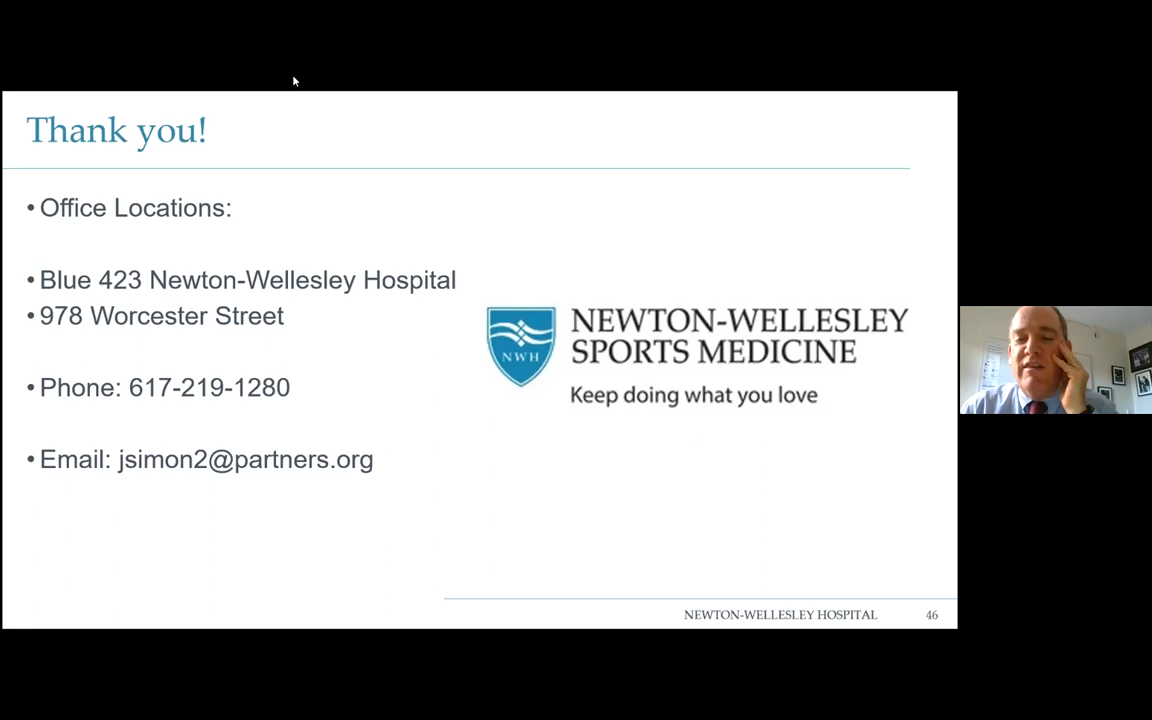 Thank you!
•Office Locations:
•Blue 423 Newton-Wellesley Hospital
•978 Worcester Street
•Phone: 617-219-1280
•Email: jsimon2@partners.org
NWH
NEWTON-WELLESLEY
SPORTS MEDICINE
Keep doing what you love
NEWTON-WELLESLEY HOSPITAL 46